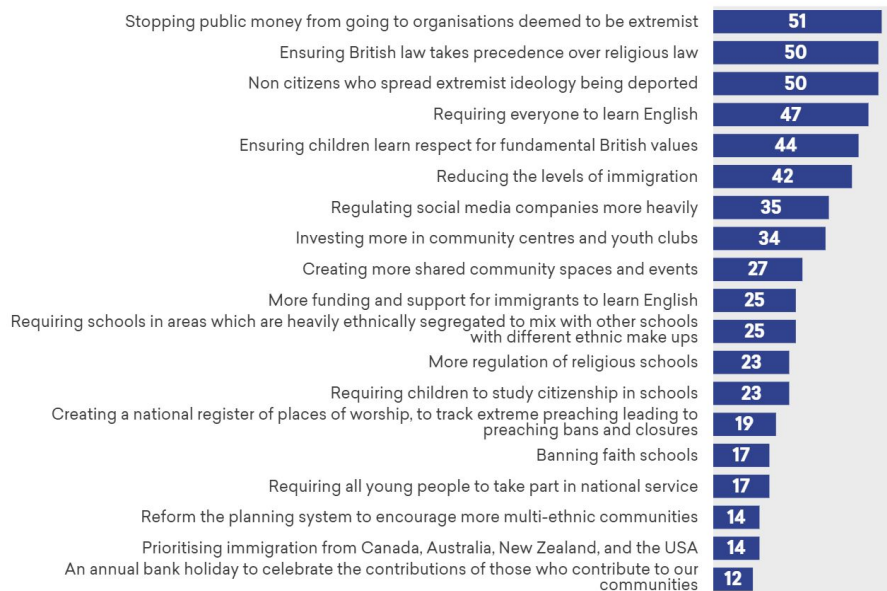 Stopping public money from going to organisations deemed to be extremist 51
Ensuring British law takes precedence over religious law 50
Non citizens who spread extremist ideology being deported 50
Requiring everyone to learn English 47
Ensuring children learn respect for fundamental British values 44
Reducing the levels of immigration 42
Regulating social media companies more heavily 35
Investing more in community centres and youth clubs 34
Creating more shared community spaces and events 27
More funding and support for immigrants to learn English 25
Requiring schools in areas which are heavily ethnically segregated to mix with other schools
with different ethnic make ups 25
More regulation of religious schools 23
Requiring children to study citizenship in schools 23
Creating a national register of places of worship, to track extreme preaching leading to
preaching bans and closures 19
Banning faith schools 17
Requiring all young people to take part in national service 17
Reform the planning system to encourage more multi-ethnic communities 14
Prioritising immigration from Canada, Australia, New Zealand, and the USA 14
An annual bank holiday to celebrate the contributions of those who contribute to our
communities 12